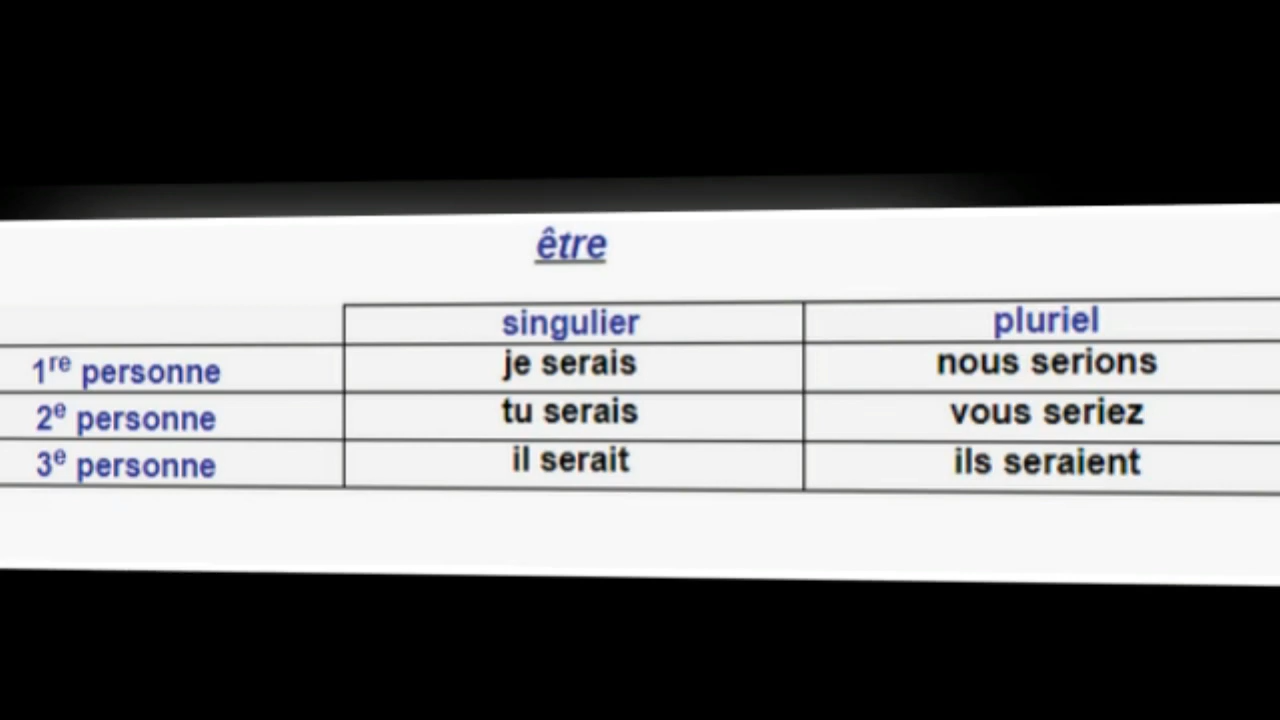 être
singulier pluriel
1re personne je serais nous serions
2e personne tu serais vous seriez
3e personne il serait ils seraient